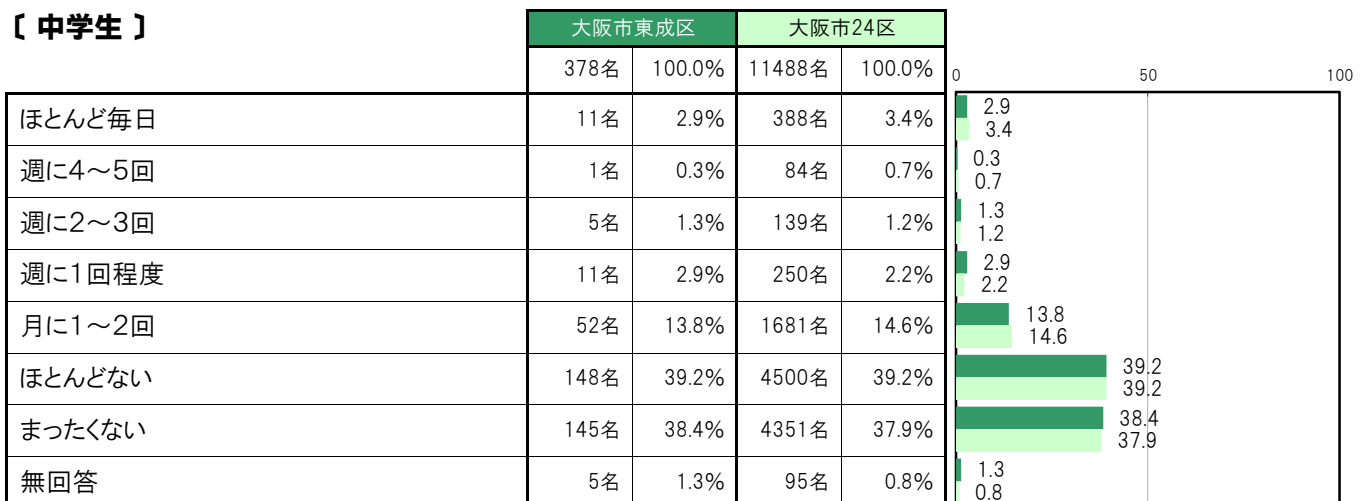 〔 中学生 〕
大阪市東成区 大阪市24区
378名 100.0% 11488名 100.0%
0 50 100
ほとんど毎日 11名 2.9% 388名 3.4%
2.9
3.4
週に4～5回 1名 0.3% 84名 0.7%
0.3
0.7
週に2～3回 5名 1.3% 139名 1.2%
1.3
1.2
週に1回程度 11名 2.9% 250名 2.2%
2.9
2.2
月に1～2回 52名 13.8% 1681名 14.6%
13.8
14.6
ほとんどない 148名 39.2% 4500名 39.2%
39.2
39.2
まったくない 145名 38.4% 4351名 37.9%
38.4
37.9
無回答 5名 1.3% 95名 0.8%
1.3
0.8